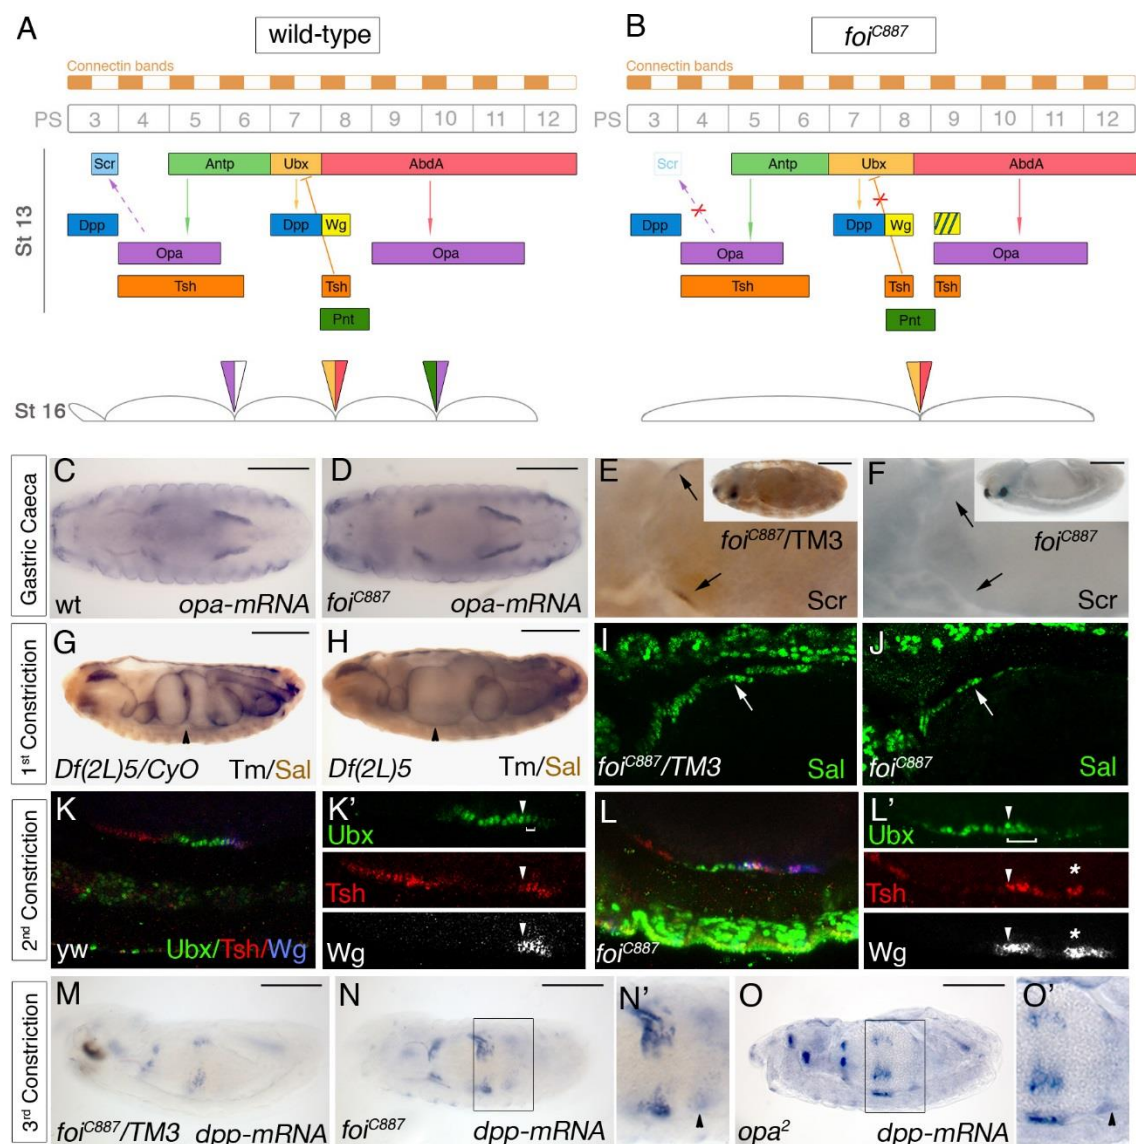 A
wild-type
B
foiC887
Connectin bands
Connectin bands
PS 3 4 5 6 7 8 9 10 11 12
PS 3 4 5 6 7 8 9 10 11 12
St 13
Scr Antp Ubx AbdA
Dpp Dpp Wg
Opa Opa
Tsh Tsh
Pnt
Scr Antp Ubx AbdA
Dpp Dpp Wg
Opa Opa
Tsh Tsh Tsh
Pnt
St 16
Gastric Caeca
C
wt opa-mRNA
D
foiC887 opa-mRNA
E
foiC887/TM3
Scr
F
foiC887
Scr
1st Constriction
G
Df(2L)5/CyO Tm/Sal
H
Df(2L)5 Tm/Sal
I
foiC887/TM3 Sal
J
foiC887 Sal
2nd Constriction
K
yw Ubx/Tsh/Wg
K'
Ubx
Tsh
Wg
L
foiC887
L'
Ubx
Tsh *
Wg *
3rd Constriction
M
foiC887/TM3 dpp-mRNA
N
foiC887 dpp-mRNA
N'
O
opa2 dpp-mRNA
O'